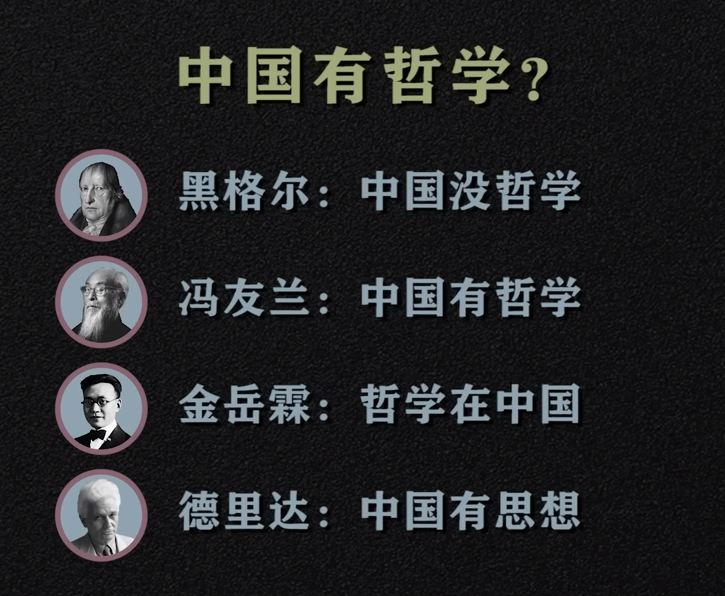 中国有哲学?
黑格尔：中国没哲学
冯友兰：中国有哲学
金岳霖：哲学在中国
德里达：中国有思想